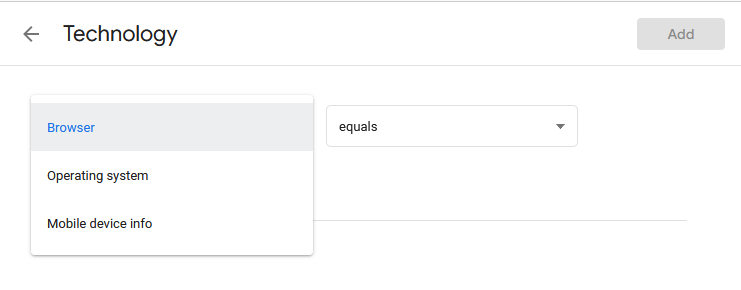 Technology
Add
Browser
equals
Operating system
Mobile device info